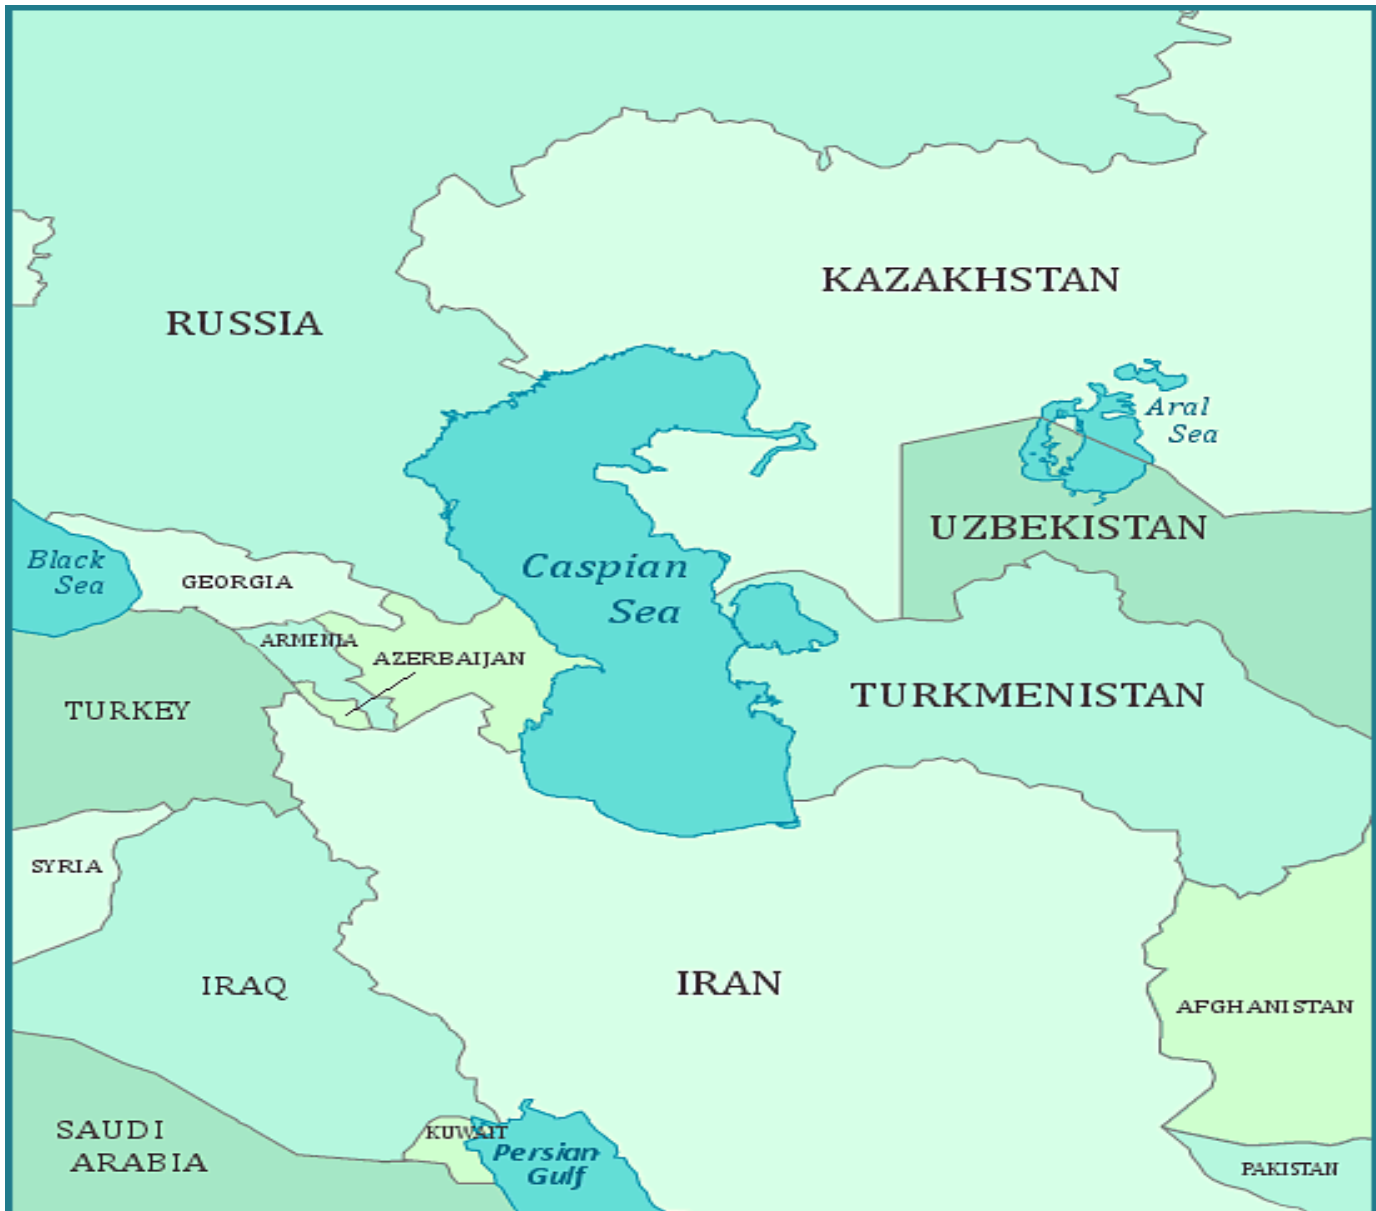 KAZAKHSTAN
RUSSIA
Aral
Sea
UZBEKISTAN
Black
Sea
Caspian
Sea
GEORGIA
ARMENIA
AZERBAIJAN
TURKMENISTAN
TURKEY
SYRIA
IRAQ
IRAN
AFGHANISTAN
SAUDI
ARABIA
KUWAIT
Persian
Gulf
PAKISTAN